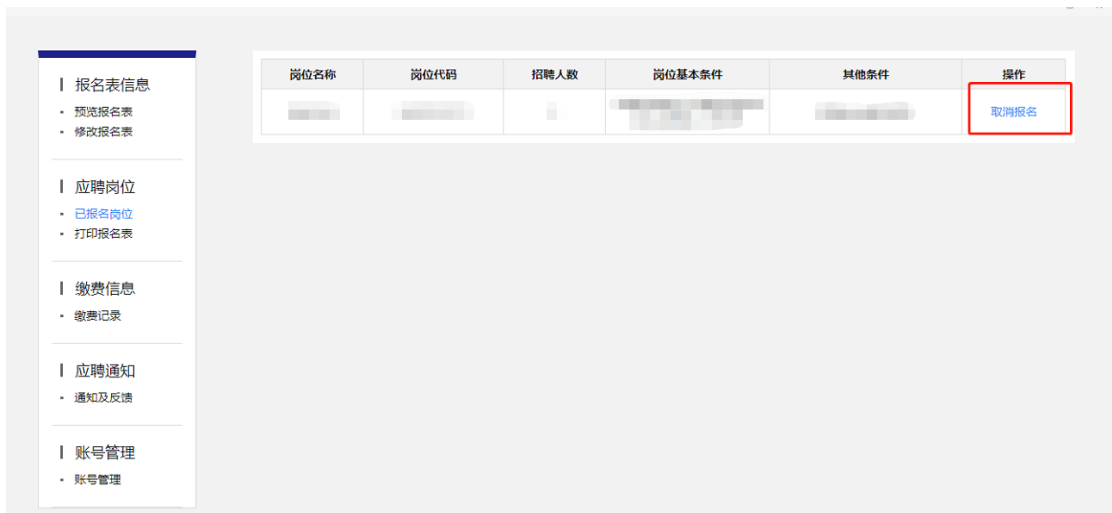 报名表信息
预览报名表
修改报名表
应聘岗位
已报名岗位
打印报名表
缴费信息
缴费记录
应聘通知
通知及反馈
账号管理
账号管理
岗位名称 岗位代码 招聘人数 岗位基本条件 其他条件 操作
取消报名